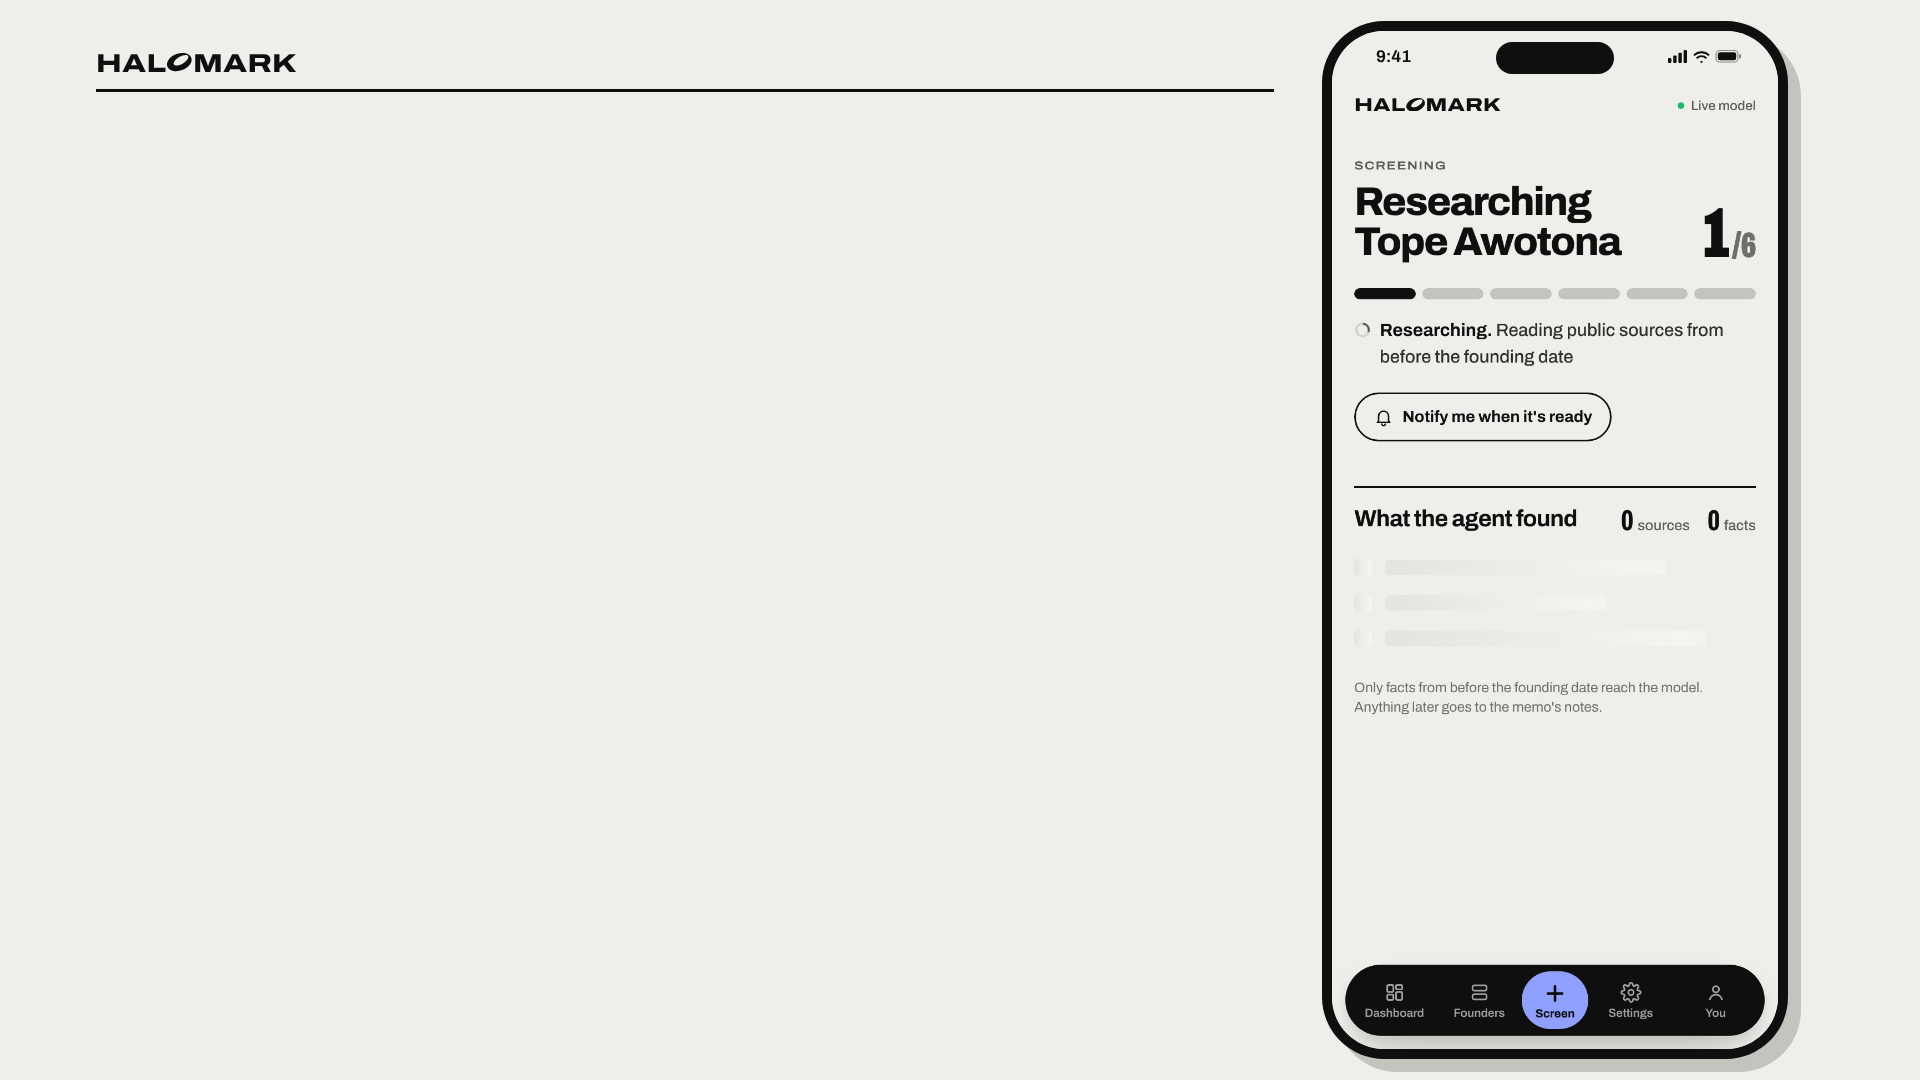 HALOMARK
9:41
HALOMARK
Live model
SCREENING
Researching
Tope Awotona
1/6
Researching. Reading public sources from
before the founding date
Notify me when it's ready
What the agent found
0 sources 0 facts
Only facts from before the founding date reach the model.
Anything later goes to the memo's notes.
Dashboard
Founders
Screen
Settings
You